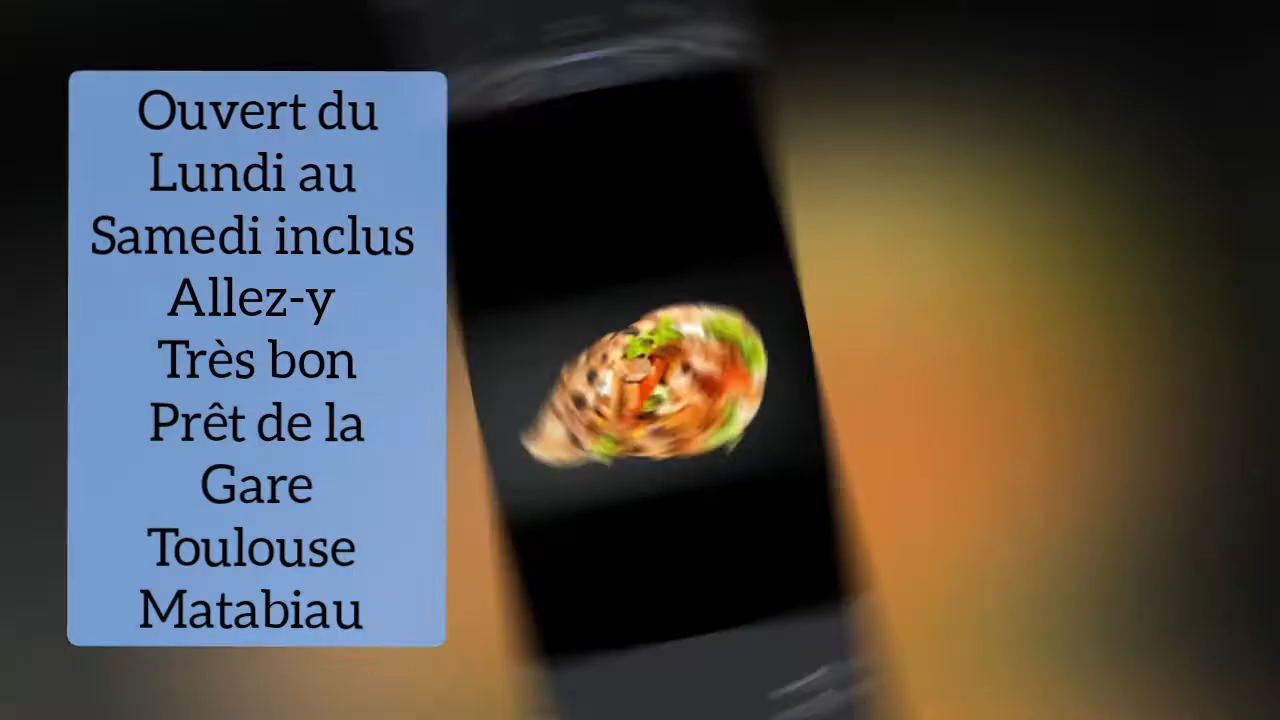 Ouvert du
Lundi au
Samedi inclus
Allez-y
Très bon
Prêt de la
Gare
Toulouse
Matabiau